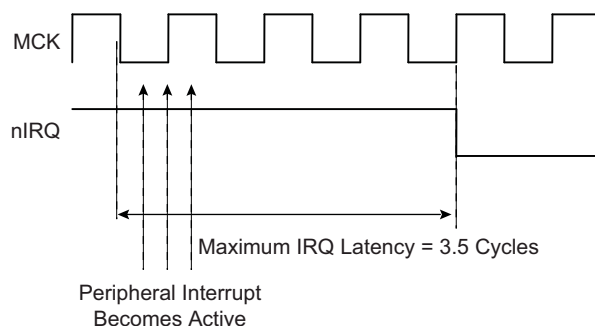 MCK
nIRQ
Maximum IRQ Latency = 3.5 Cycles
Peripheral Interrupt
Becomes Active